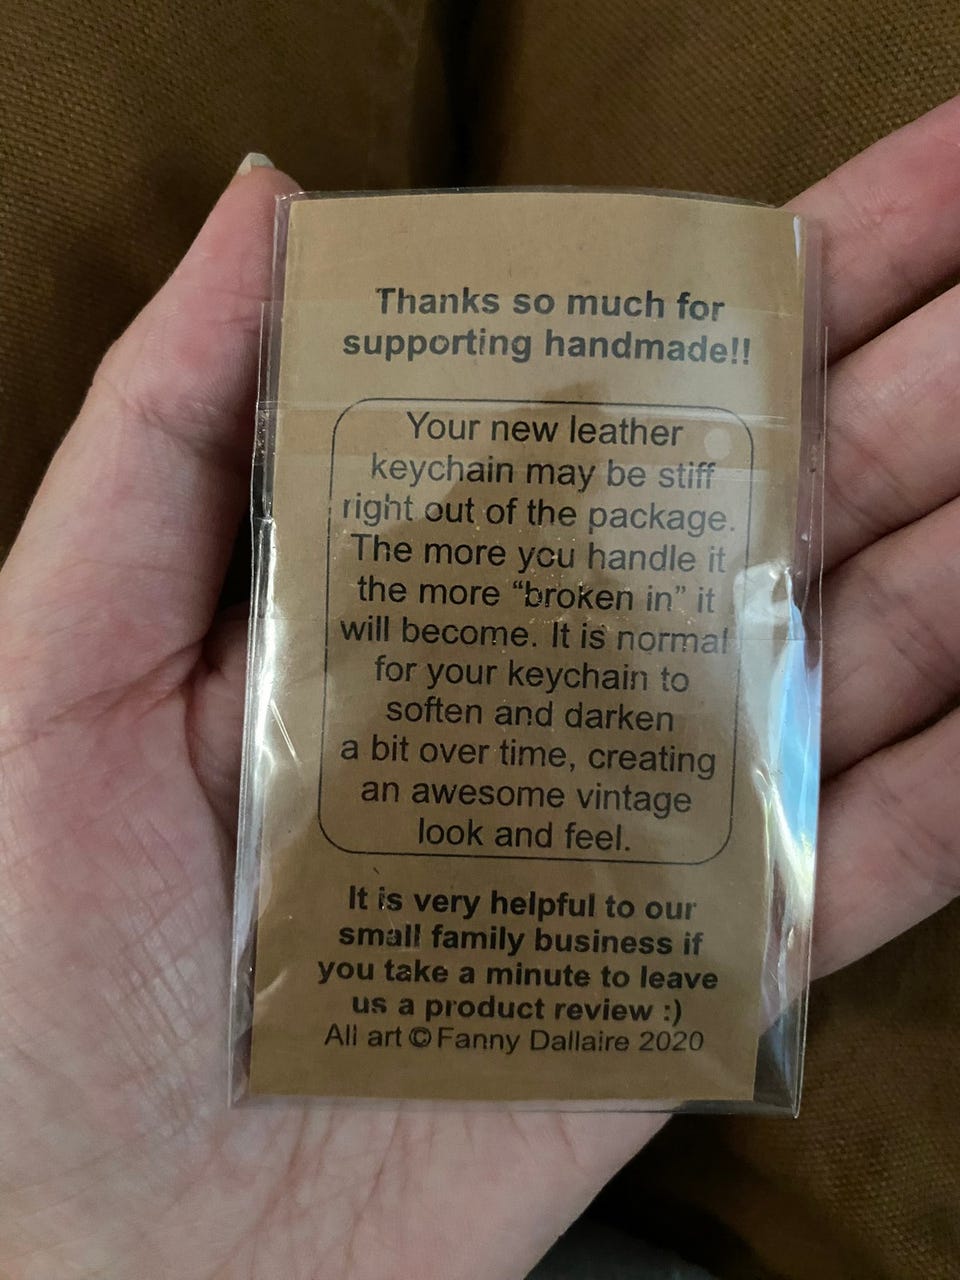 Thanks so much for
supporting handmade!!
Your new leather
keychain may be stiff
right out of the package.
The more you handle it
the more “broken in” it
will become. It is normal
for your keychain to
soften and darken
a bit over time, creating
an awesome vintage
look and feel.
It is very helpful to our
small family business if
you take a minute to leave
us a product review :)
All art © Fanny Dallaire 2020